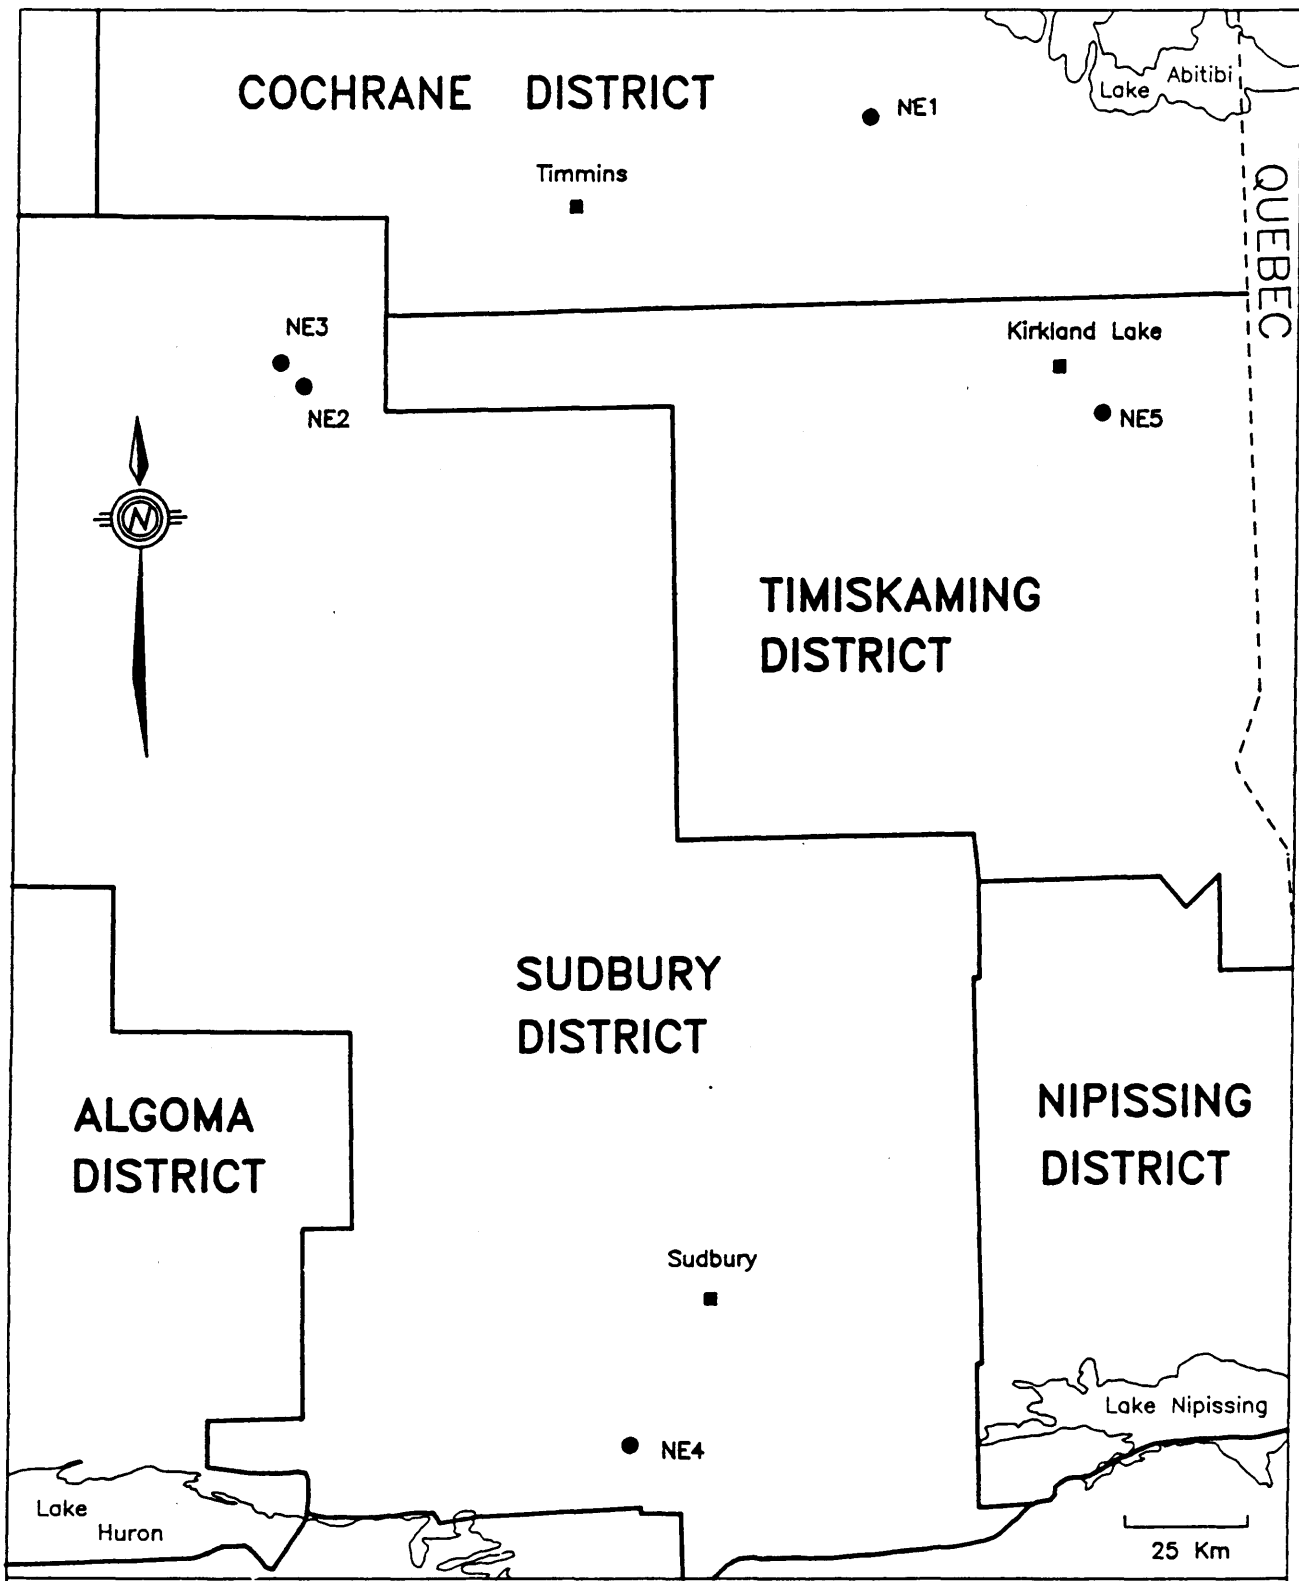 COCHRANE DISTRICT
Lake Abitibi
NE1
Timmins
QUEBEC
NE3
Kirkland Lake
NE2
NE5
N
TIMISKAMING
DISTRICT
SUDBURY
DISTRICT
ALGOMA
DISTRICT
NIPISSING
DISTRICT
Sudbury
Lake Nipissing
NE4
Lake
Huron
25 Km